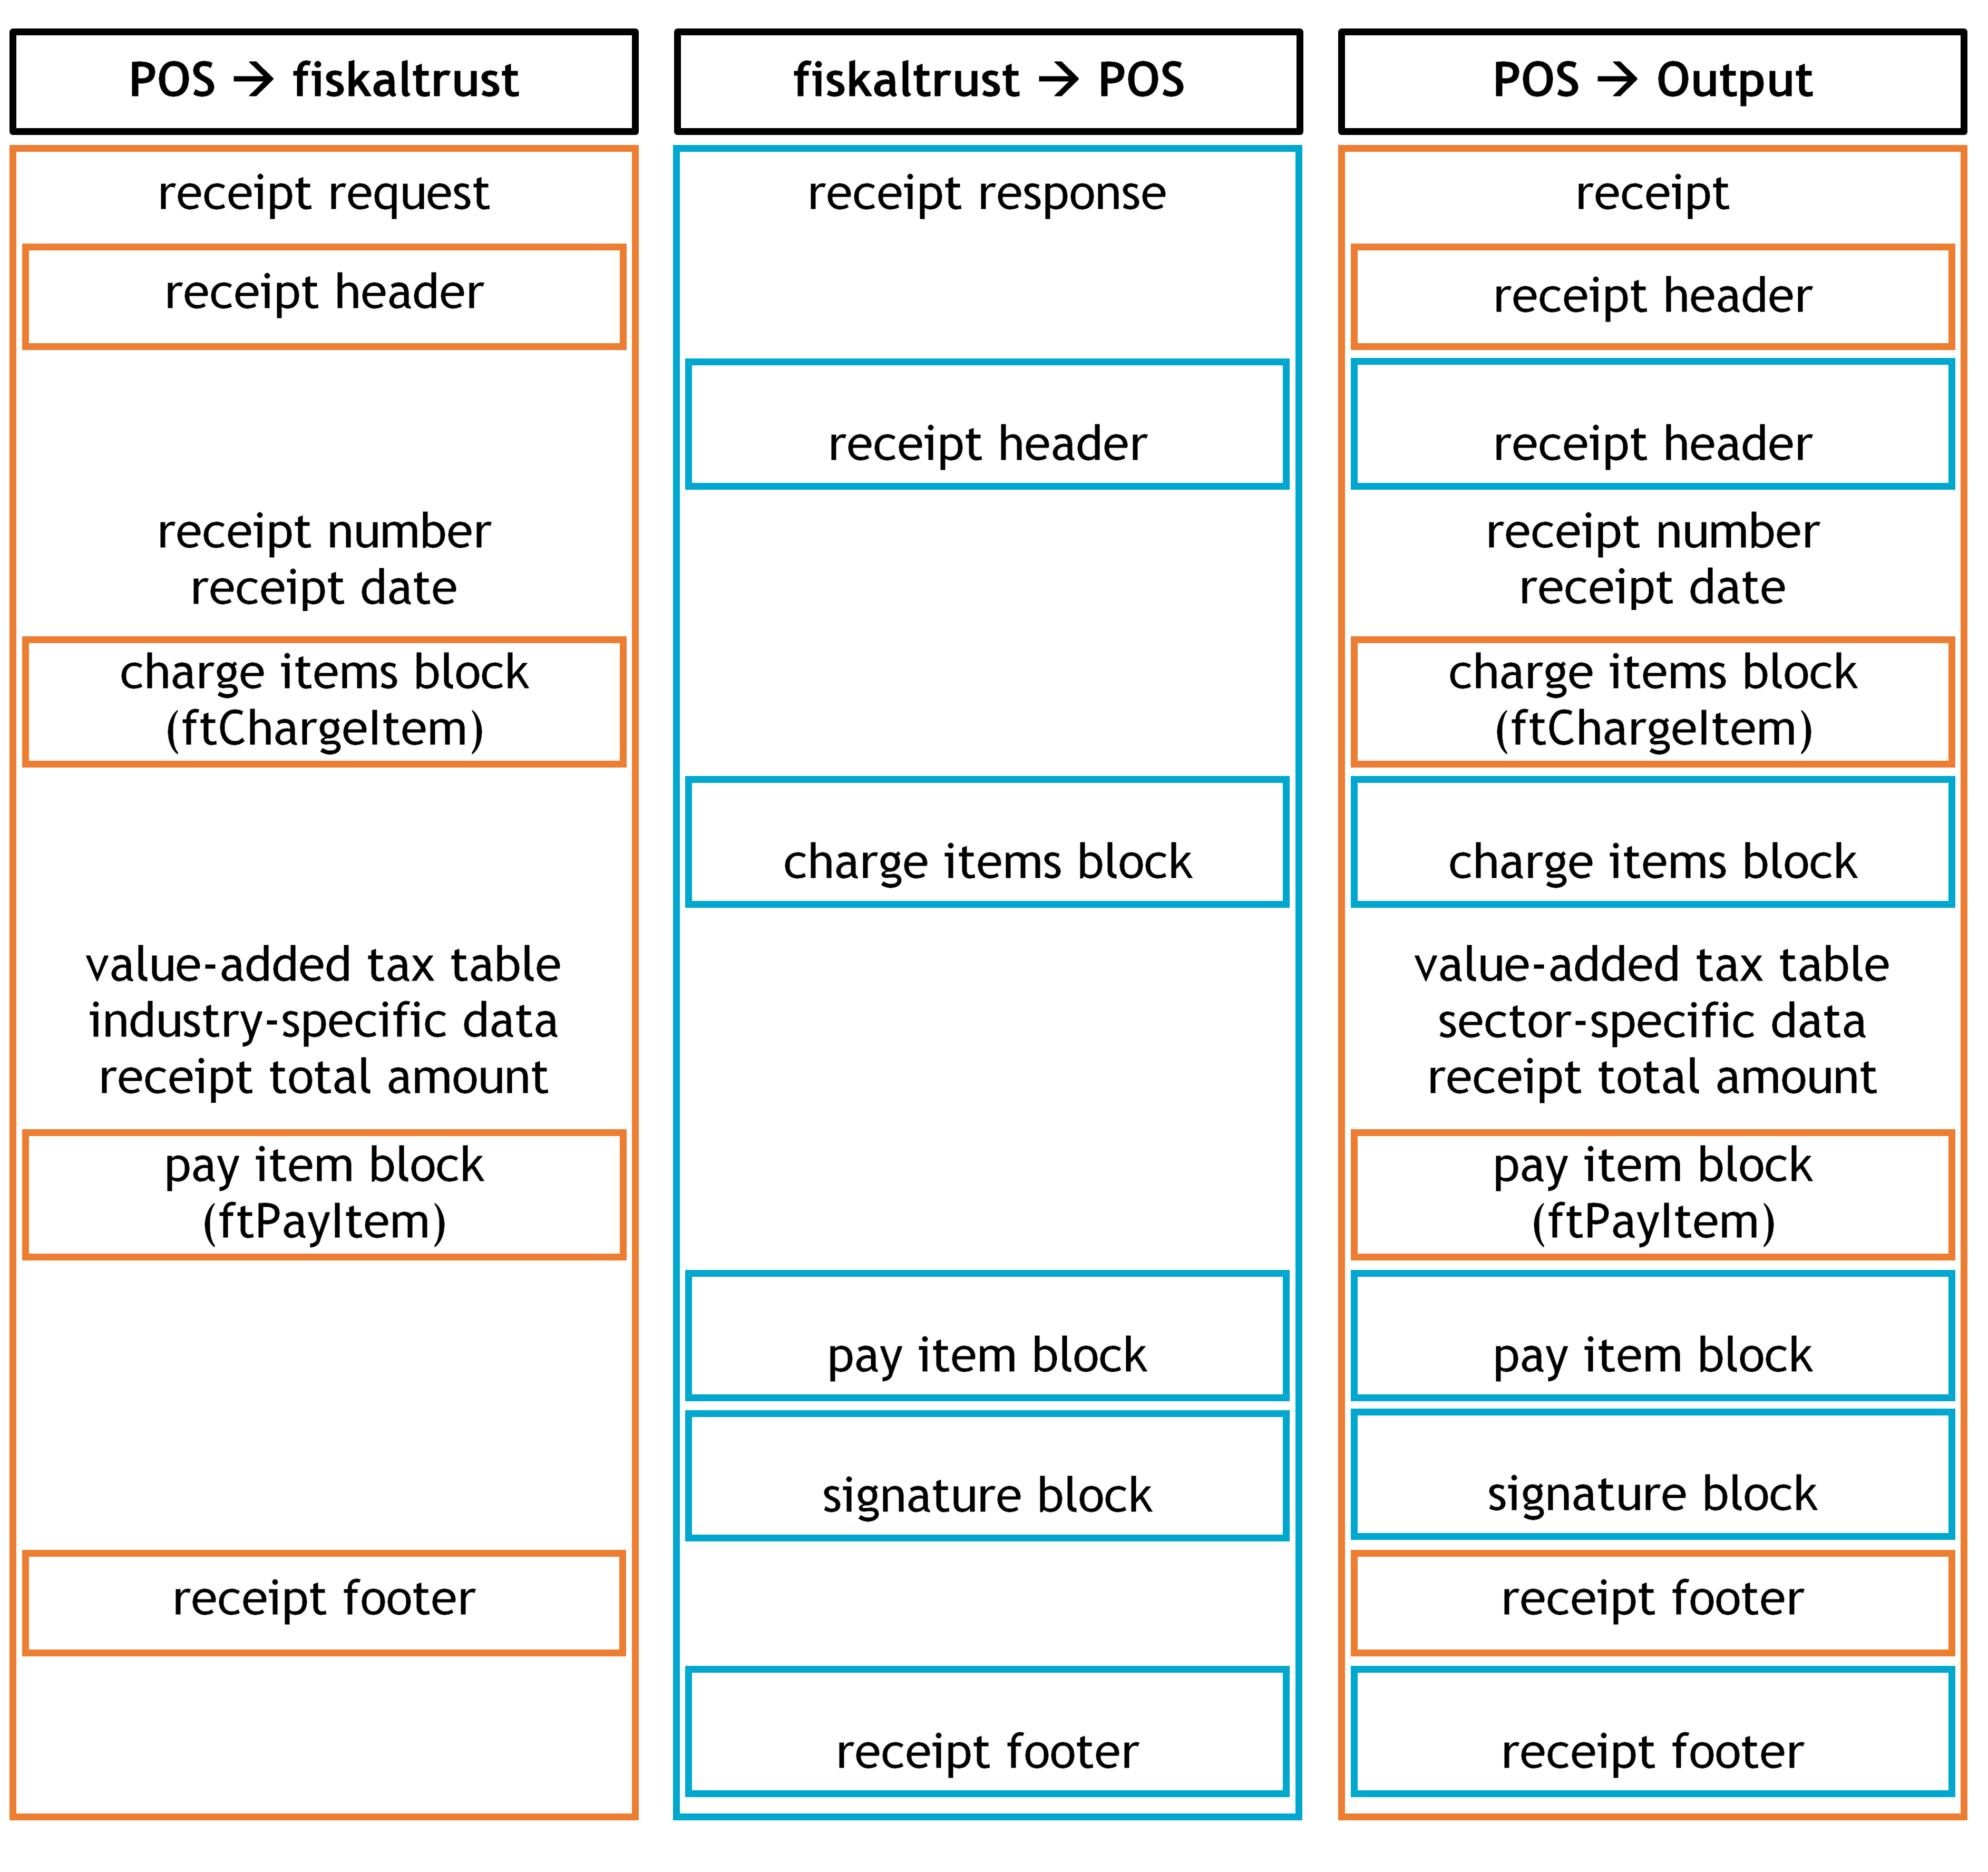 POS → fiskaltrust
receipt request
receipt header
receipt number
receipt date
charge items block
(ftChargeItem)
value-added tax table
industry-specific data
receipt total amount
pay item block
(ftPayItem)
receipt footer
fiskaltrust → POS
receipt response
receipt header
charge items block
pay item block
signature block
receipt footer
POS → Output
receipt
receipt header
receipt header
receipt number
receipt date
charge items block
(ftChargeItem)
charge items block
value-added tax table
sector-specific data
receipt total amount
pay item block
(ftPayItem)
pay item block
signature block
receipt footer
receipt footer